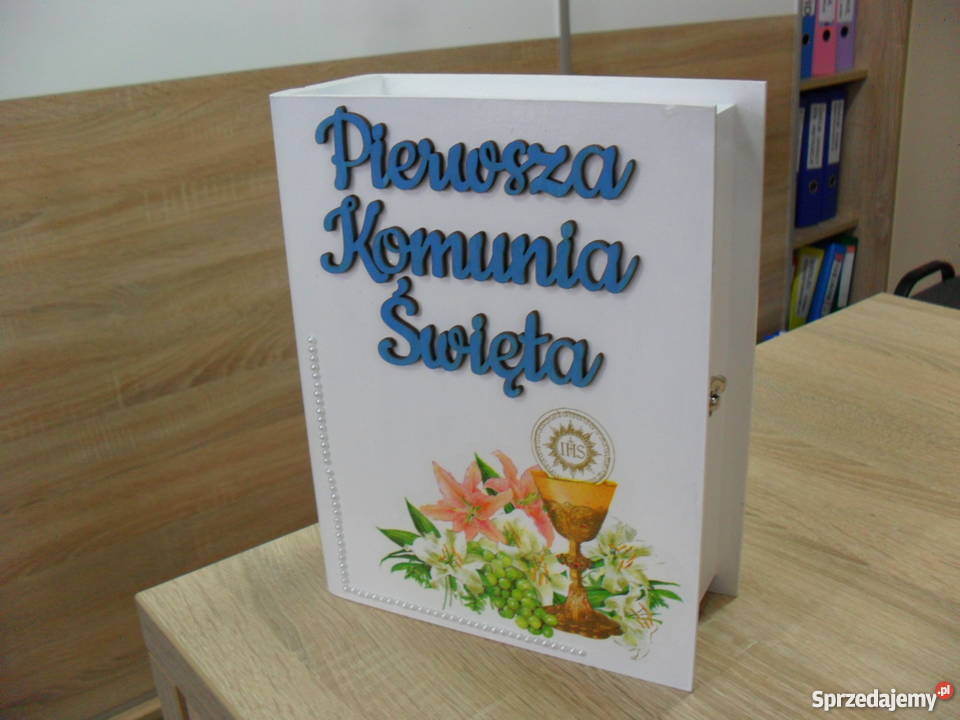 Pierwsza
Komunia
Święta
IHS
Sprzedajemy.pl